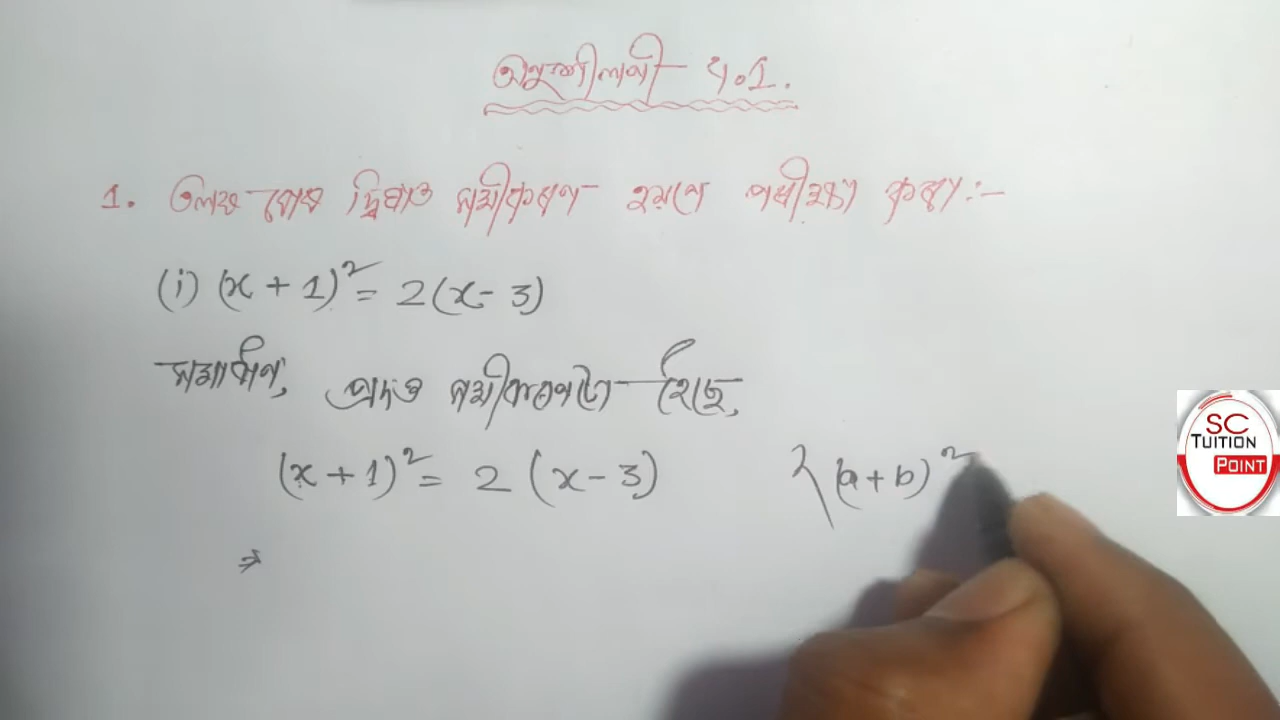 অনুশীলনী - 4.1.
1. তলৰ বোৰ দ্বিঘাত সমীকৰণ হয়নে পৰীক্ষা কৰা :-
(i) (x + 1)² = 2(x - 3)
সমাধান, প্ৰদত্ত সমীকৰণটো হৈছে,
(x + 1)² = 2 (x - 3)
(a + b)²
⇒
SC
TUITION
POINT